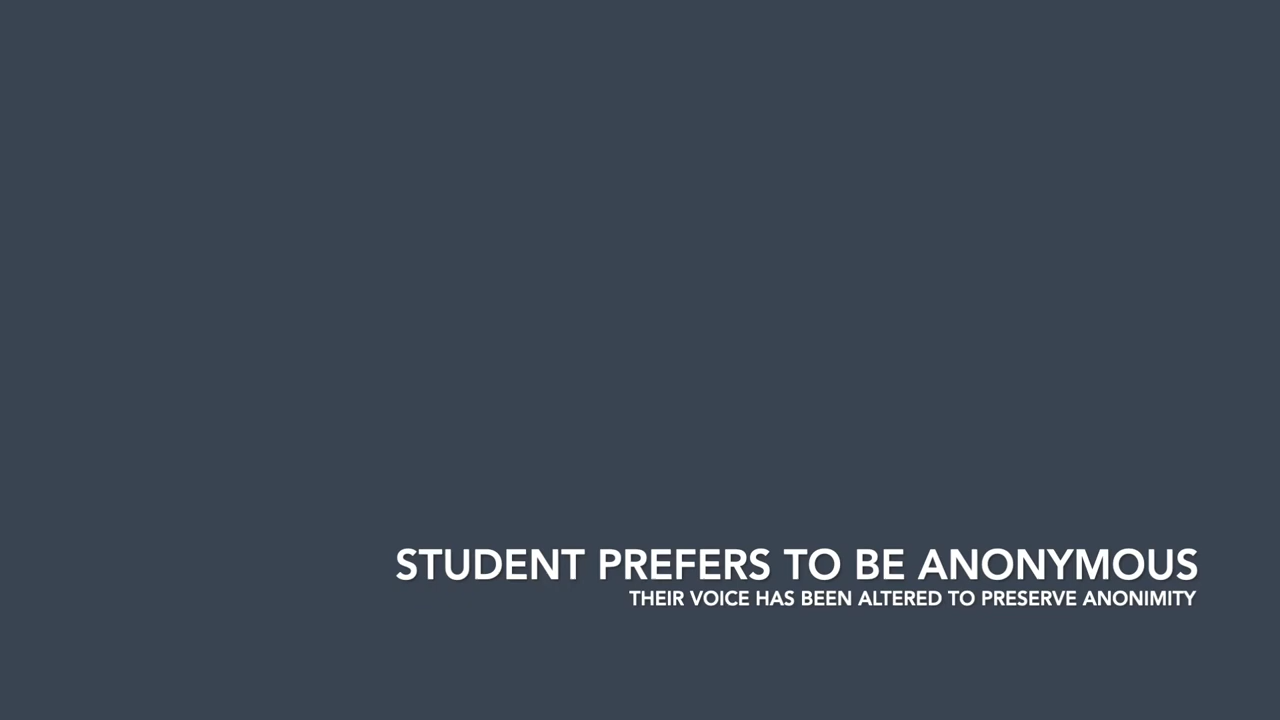 STUDENT PREFERS TO BE ANONYMOUS
THEIR VOICE HAS BEEN ALTERED TO PRESERVE ANONIMITY